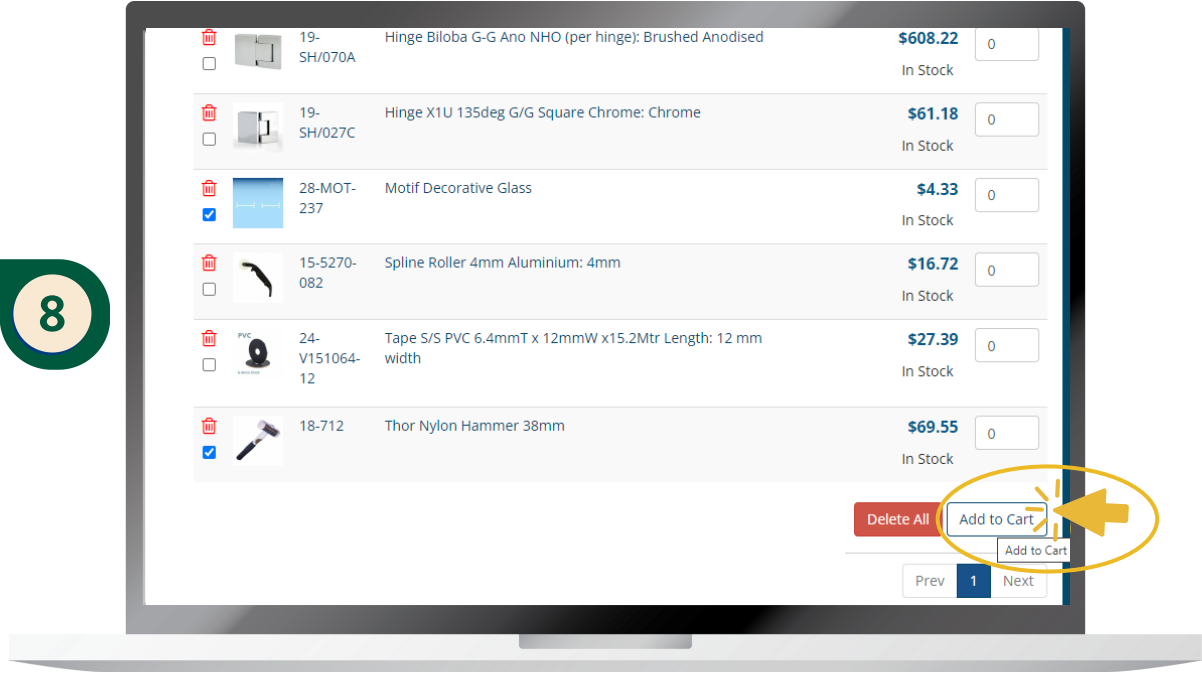 19-
SH/070A
Hinge Biloba G-G Ano NHO (per hinge): Brushed Anodised
$608.22
0
In Stock
19-
SH/027C
Hinge X1U 135deg G/G Square Chrome: Chrome
$61.18
0
In Stock
28-MOT-
237
Motif Decorative Glass
$4.33
0
In Stock
15-5270-
082
Spline Roller 4mm Aluminium: 4mm
$16.72
0
In Stock
8
PVC
24-
V151064-
12
Tape S/S PVC 6.4mmT x 12mmW x15.2Mtr Length: 12 mm
width
$27.39
0
In Stock
18-712
Thor Nylon Hammer 38mm
$69.55
0
In Stock
Delete All
Add to Cart
Add to Cart
Prev
1
Next